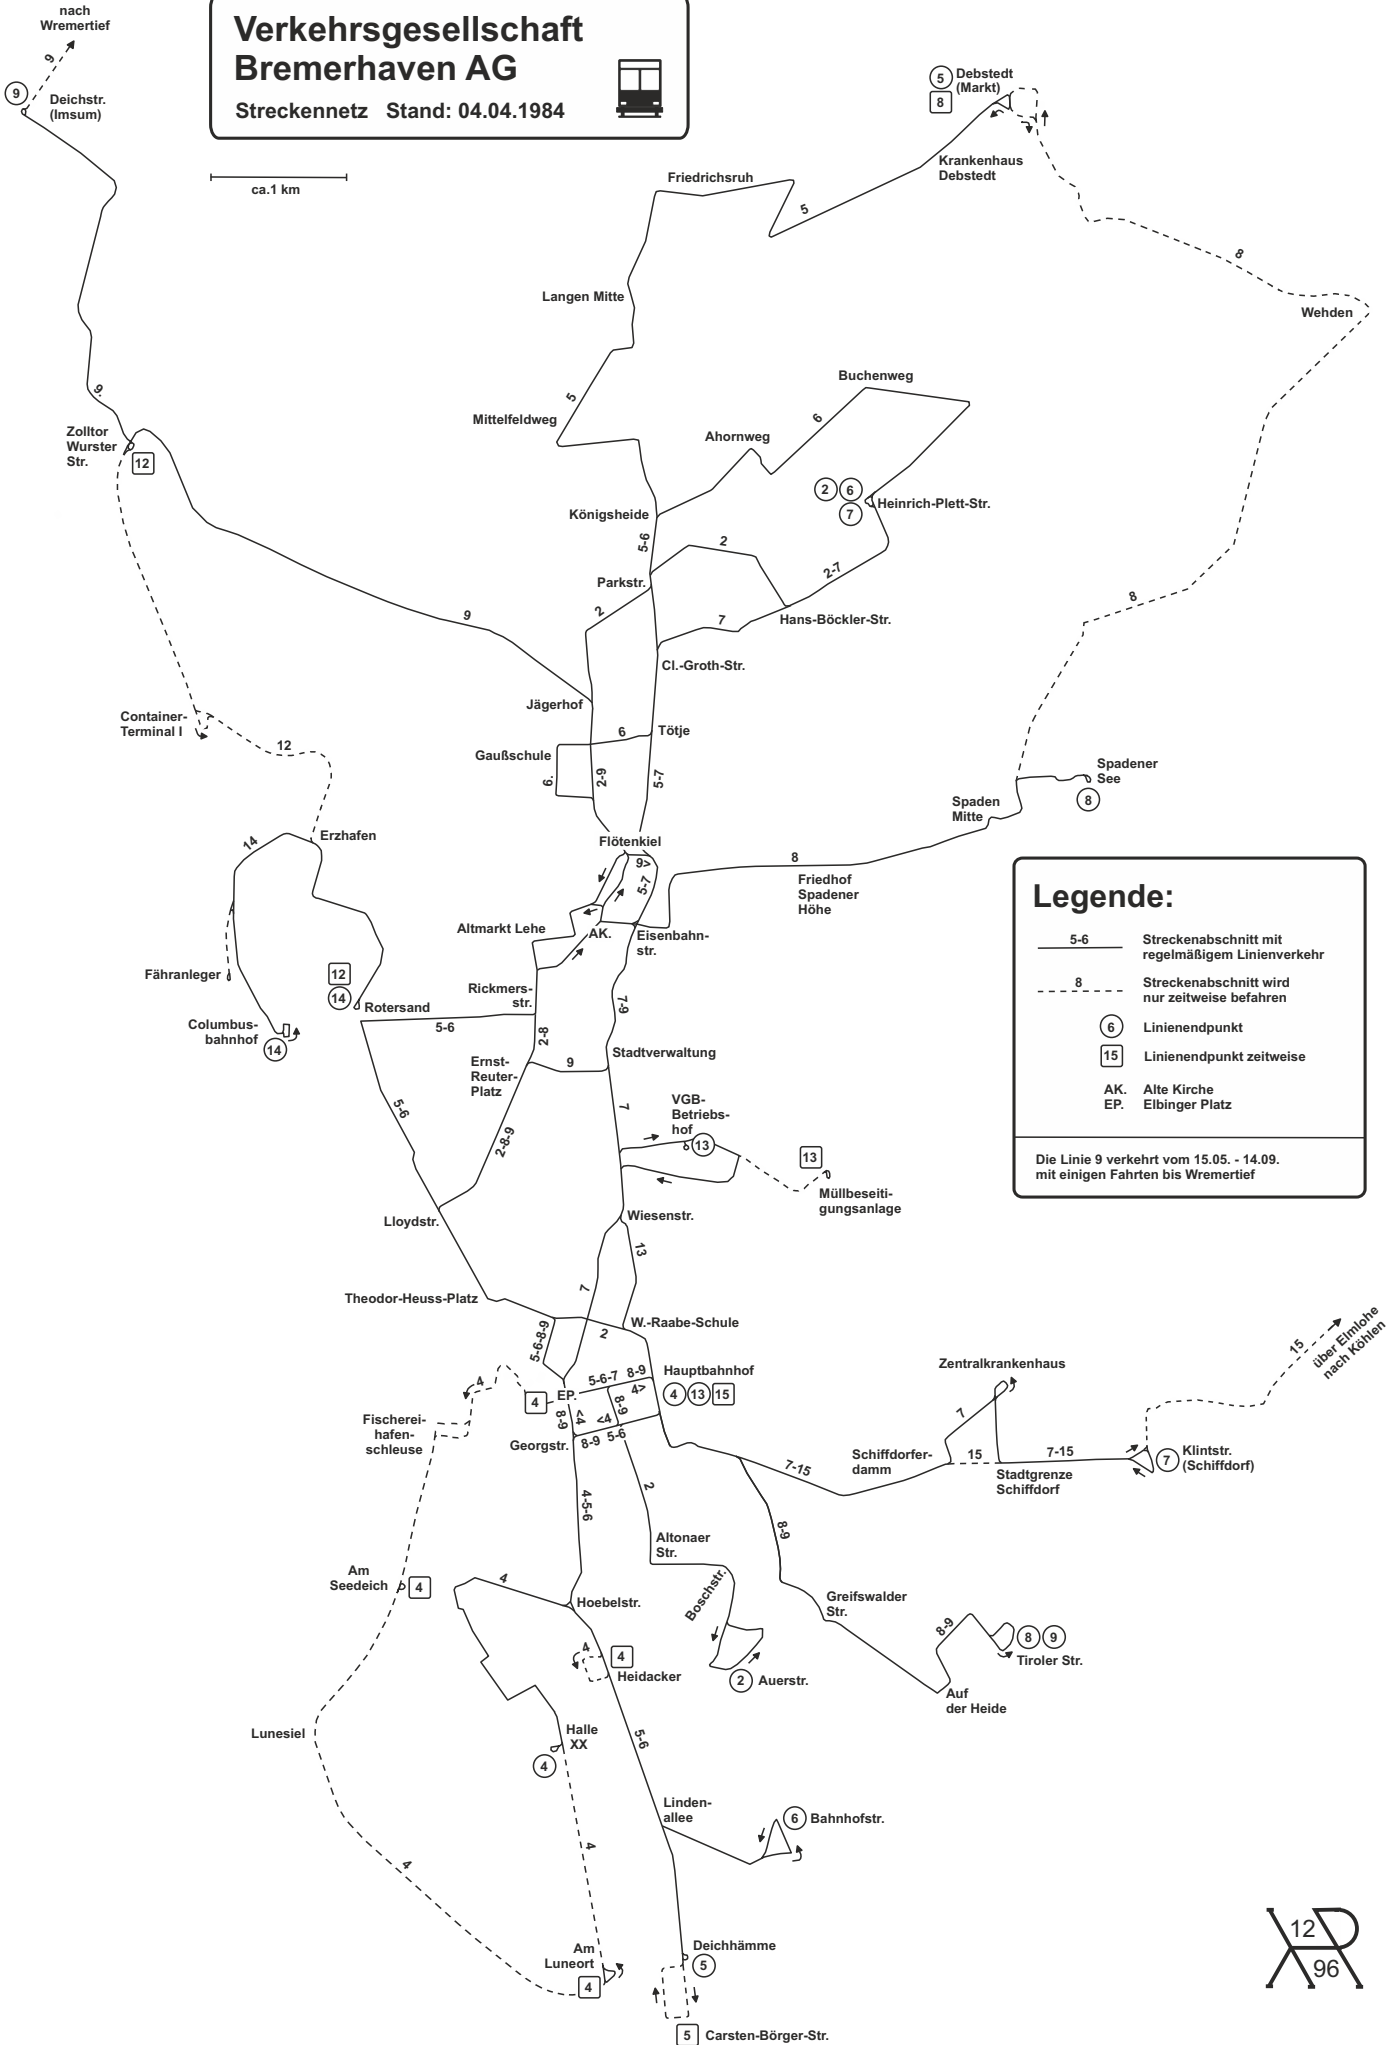 nach
Wremertief
9
9
Deichstr.
(Imsum)
Verkehrsgesellschaft
Bremerhaven AG
Streckennetz Stand: 04.04.1984
ca.1 km
5
Debstedt
(Markt)
8
Krankenhaus
Debstedt
Friedrichsruh
5
8
Langen Mitte
Wehden
9.
5
Mittelfeldweg
Buchenweg
6
Ahornweg
Zolltor
Wurster
Str.
12
2
6
7
Heinrich-Plett-Str.
Königsheide
5-6
2
2-7
Parkstr.
2
9
7
Hans-Böckler-Str.
8
Cl.-Groth-Str.
Jägerhof
Container-
Terminal I
12
6
Tötje
Gaußschule
6.
2-9
5-7
Spadener
See
8
Spaden
Mitte
14
Erzhafen
Flötenkiel
9>
5-7
8
Friedhof
Spadener
Höhe
Altmarkt Lehe
AK.
Eisenbahn-
str.
Fähranleger
12
14
Rotersand
Rickmers-
str.
7-9
Columbus-
bahnhof
14
5-6
2-8
Ernst-
Reuter-
Platz
9
Stadtverwaltung
Legende:
5-6
Streckenabschnitt mit
regelmäßigem Linienverkehr
8
Streckenabschnitt wird
nur zeitweise befahren
6
Linienendpunkt
15
Linienendpunkt zeitweise
AK. Alte Kirche
EP. Elbinger Platz
Die Linie 9 verkehrt vom 15.05. - 14.09.
mit einigen Fahrten bis Wremertief
5-6
2-8-9
7
VGB-
Betriebs-
hof
13
13
Müllbeseiti-
gungsanlage
Lloydstr.
Wiesenstr.
13
7
Theodor-Heuss-Platz
W.-Raabe-Schule
2
5-6-8-9
15
über Elmlohe
nach Köhlen
Zentralkrankenhaus
Hauptbahnhof
4
13
15
5-6-7
8-9
4>
8-9
4
EP.
4
8-9
<4
<4
Fischerei-
hafen-
schleuse
Georgstr.
8-9
5-6
7
Schiffdorfer-
damm
15
7-15
Stadtgrenze
Schiffdorf
7
Klintstr.
(Schiffdorf)
7-15
4-5-6
2
8-9
Altonaer
Str.
Boschstr.
Am
Seedeich
4
4
Hoebelstr.
Greifswalder
Str.
8-9
8
9
Tiroler Str.
4
4
Heidacker
2
Auerstr.
Auf
der Heide
Lunesiel
Halle
XX
4
5-6
Linden-
allee
6
Bahnhofstr.
4
4
Am
Luneort
4
Deichhämme
5
5
Carsten-Börger-Str.
12
96